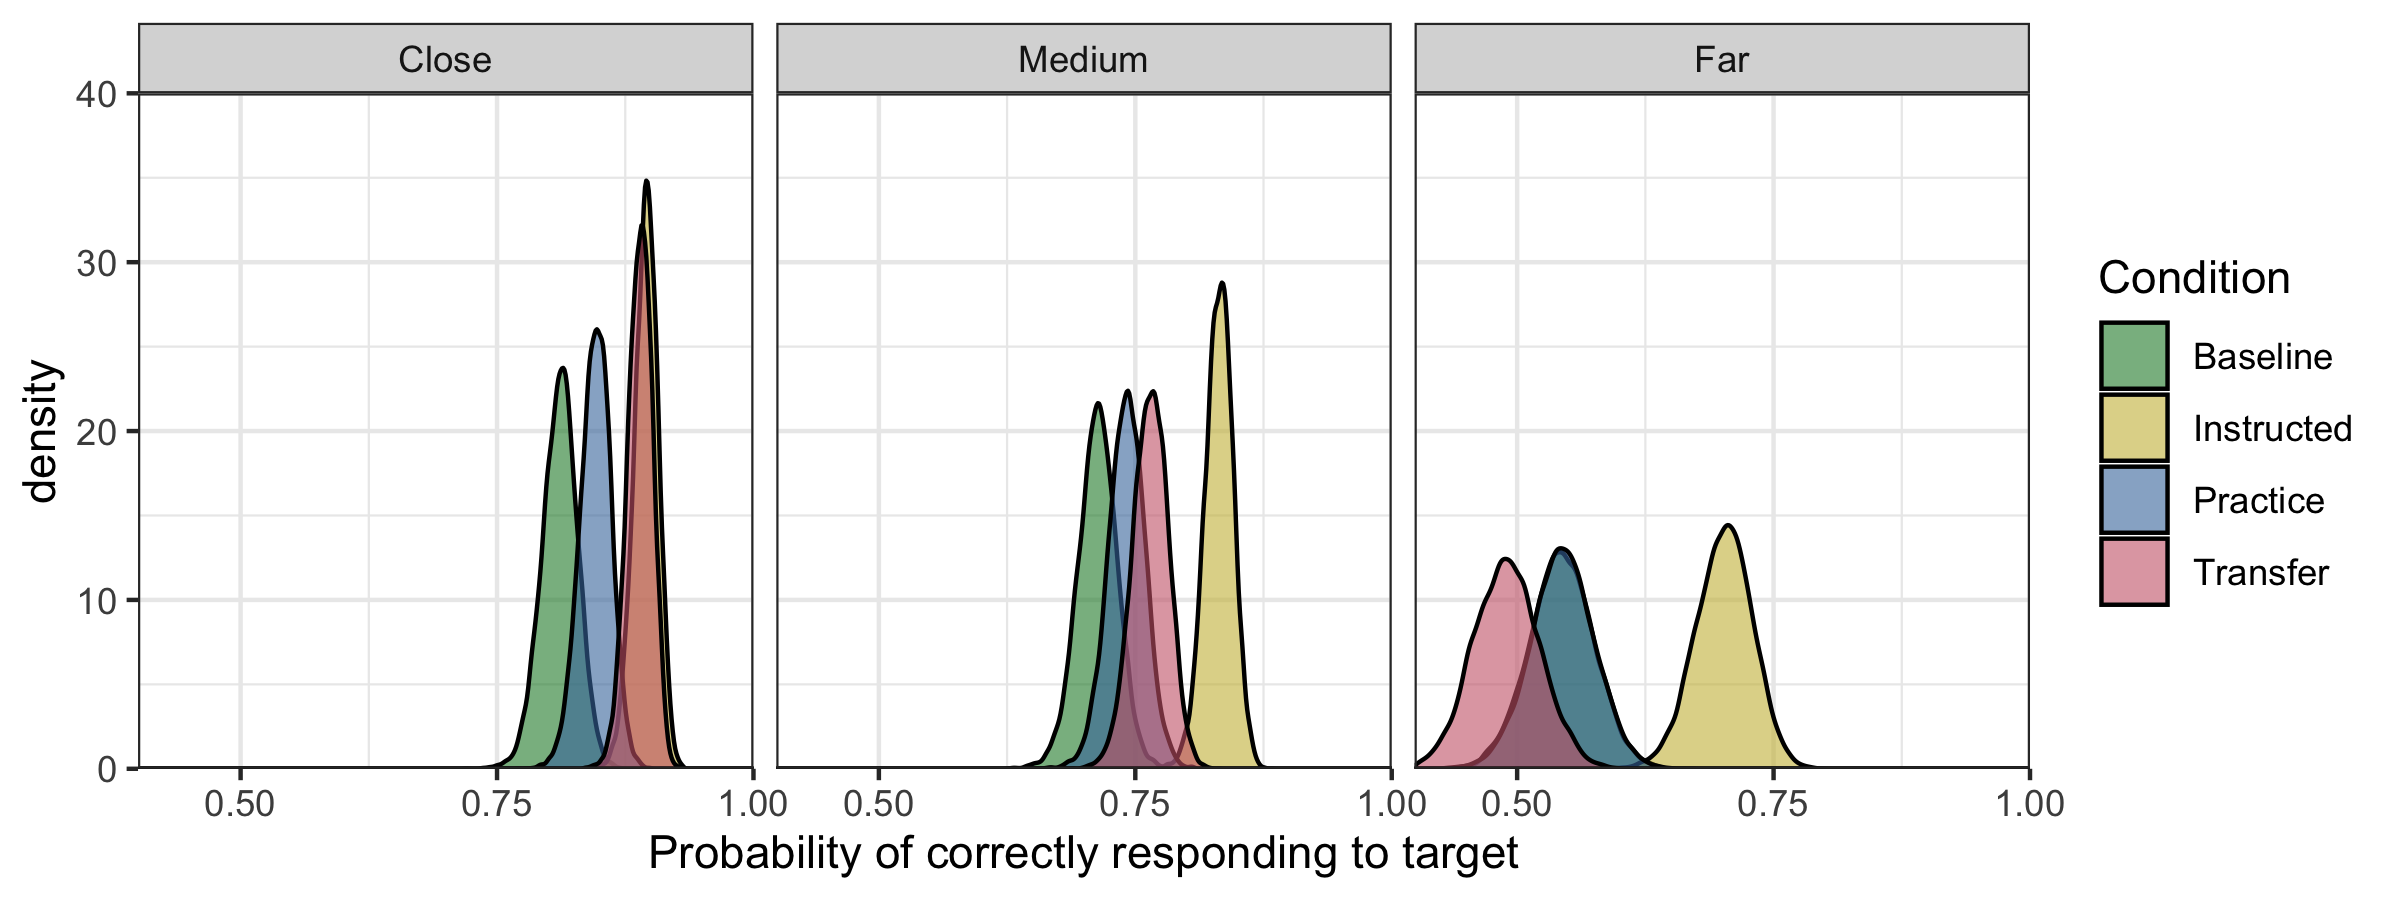 Close
Medium
Far
40
30
20
10
0
density
0.50
0.75
1.00
0.50
0.75
1.00
0.50
0.75
1.00
Probability of correctly responding to target
Condition
Baseline
Instructed
Practice
Transfer